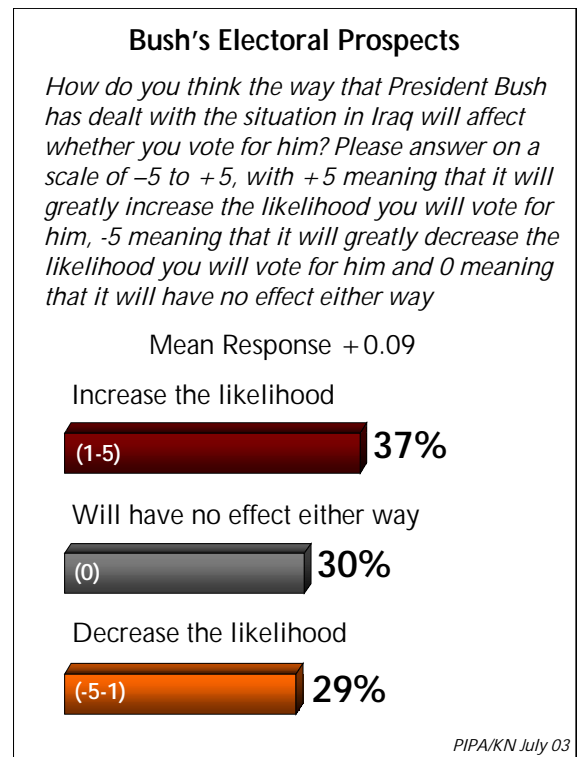 Bush's Electoral Prospects
How do you think the way that President Bush
has dealt with the situation in Iraq will affect
whether you vote for him? Please answer on a
scale of –5 to +5, with +5 meaning that it will
greatly increase the likelihood you will vote for
him, -5 meaning that it will greatly decrease the
likelihood you will vote for him and 0 meaning
that it will have no effect either way
Mean Response +0.09
Increase the likelihood
(1-5) 37%
Will have no effect either way
(0) 30%
Decrease the likelihood
(-5-1) 29%
PIPA/KN July 03